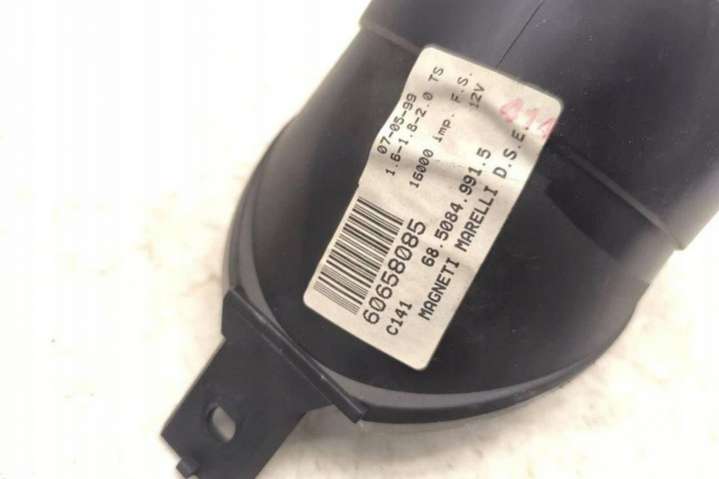 07-05-99
1.6-1.8-2.0 TS
16000 imp. F.S.
12V
414
60658085
C141 68.5084.991.5
MAGNETI MARELLI D.S.E.